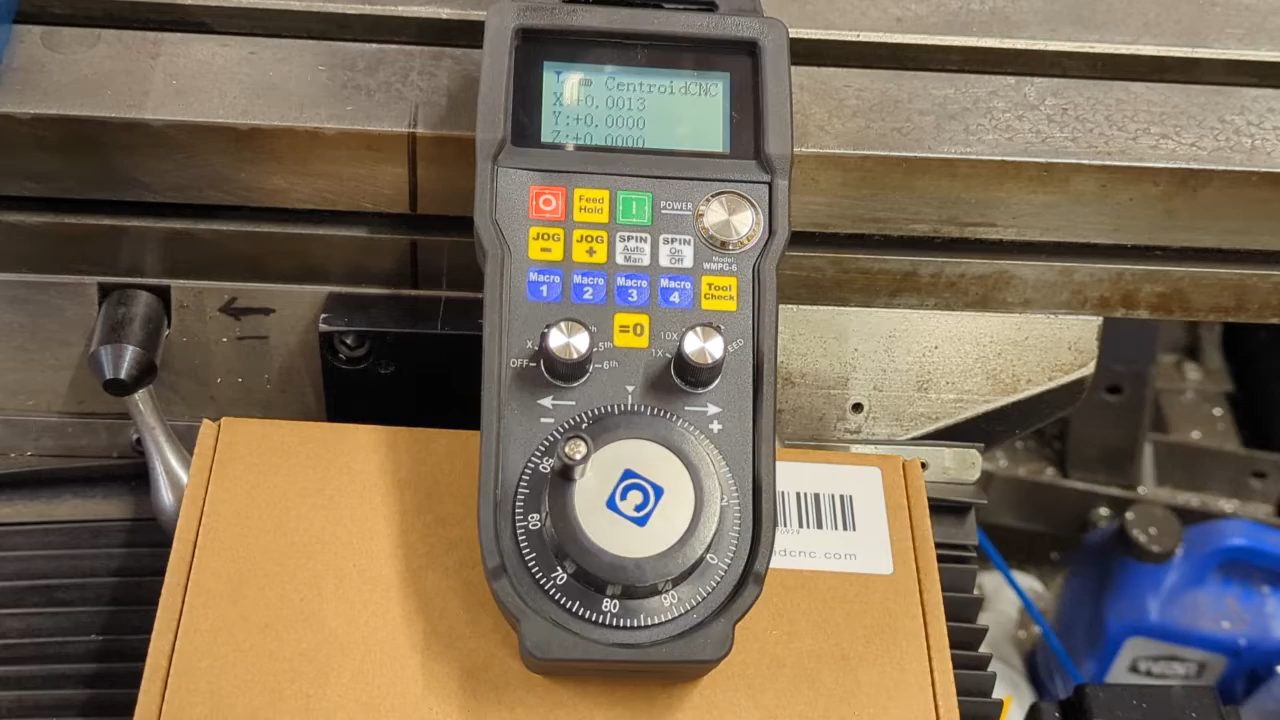 CentroidCNC
X:+0.0013
Y:+0.0000
Z:+0.0000
Feed Hold
POWER
JOG −
JOG +
SPIN Auto Man
SPIN On Off
Model: WMPG-6
Macro 1
Macro 2
Macro 3
Macro 4
Tool Check
=0
X
5th
OFF
6th
10X
1X
− +
50
60
70
80
90
0
idcnc.com